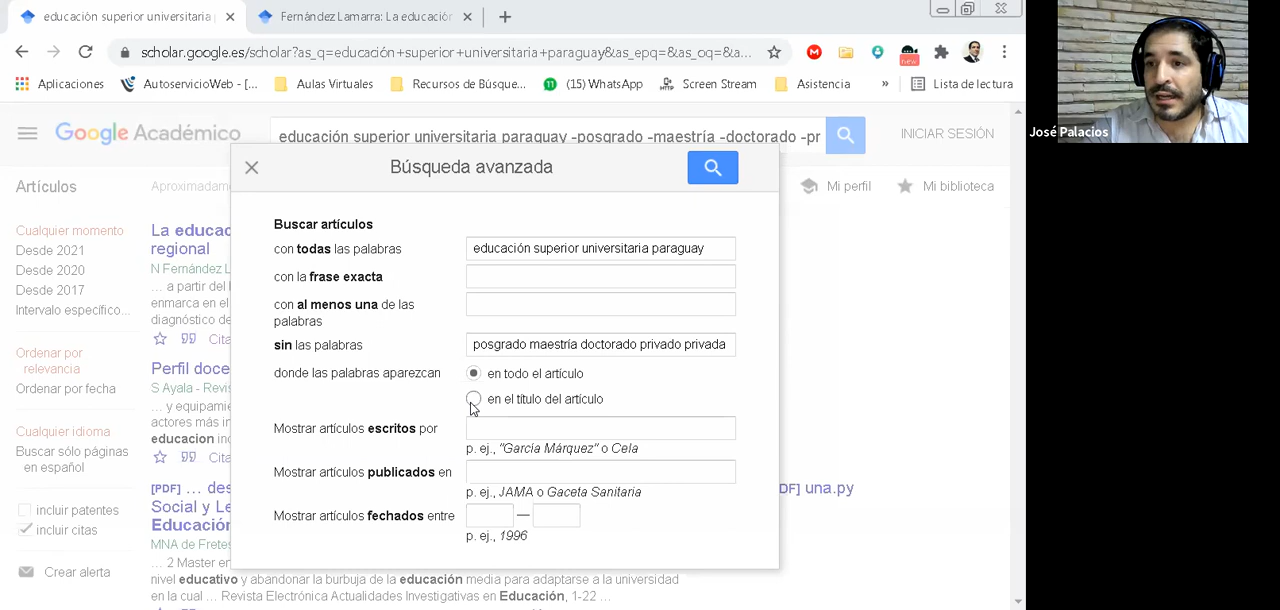 educación superior universitaria
Fernández Lamarra: La educación
scholar.google.es/scholar?as_q=educación+superior+universitaria+paraguay&as_epq=&as_oq=&a...
new
Aplicaciones
AutoservicioWeb - [...
Aulas Virtuales
Recursos de Búsque...
11
(15) WhatsApp
HTTP
Screen Stream
Asistencia
»
Lista de lectura
José Palacios
Google Académico
educación superior universitaria paraguay -posgrado -maestría -doctorado -pr
INICIAR SESIÓN
Artículos
Aproximadam
Mi perfil
Mi biblioteca
Búsqueda avanzada
Cualquier momento
Desde 2021
Desde 2020
Desde 2017
Intervalo específico...
Ordenar por
relevancia
Ordenar por fecha
Cualquier idioma
Buscar sólo páginas
en español
incluir patentes
incluir citas
Crear alerta
La educac
regional
N Fernández L
... a partir del l
enmarca en el
diagnóstico de
Cita
Perfil doce
S Ayala - Revis
... y equipamie
actores más in
educacion inc
Cita
[PDF] ... des
Social y Le
Educación
MNA de Fretes
... 2 Master en
nivel educativo y abandonar la burbuja de la educación media para adaptarse a la universidad
en la cual ... Revista Electrónica Actualidades Investigativas en Educación, 1-22 ...
DF] una.py
Buscar artículos
con todas las palabras
educación superior universitaria paraguay
con la frase exacta
con al menos una de las
palabras
sin las palabras
posgrado maestría doctorado privado privada
donde las palabras aparezcan
en todo el artículo
en el título del artículo
Mostrar artículos escritos por
p. ej., "García Márquez" o Cela
Mostrar artículos publicados en
p. ej., JAMA o Gaceta Sanitaria
Mostrar artículos fechados entre
—
p. ej., 1996